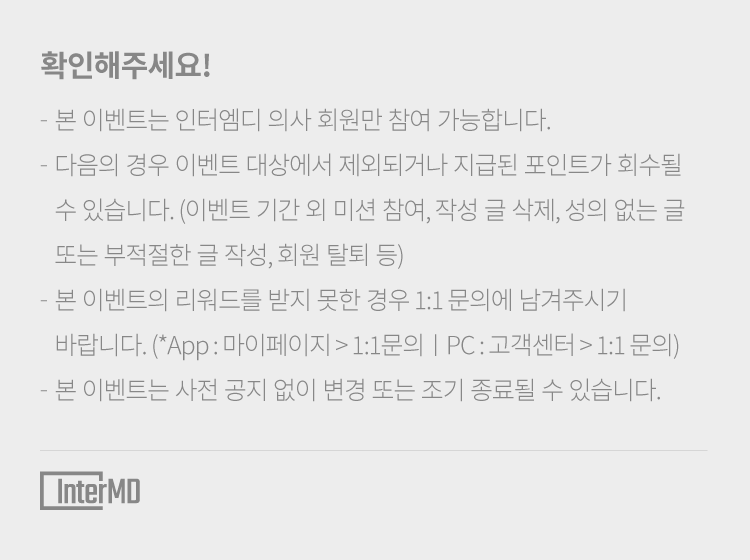 확인해주세요!
- 본 이벤트는 인터엠디 의사 회원만 참여 가능합니다.
- 다음의 경우 이벤트 대상에서 제외되거나 지급된 포인트가 회수될
수 있습니다. (이벤트 기간 외 미션 참여, 작성 글 삭제, 성의 없는 글
또는 부적절한 글 작성, 회원 탈퇴 등)
- 본 이벤트의 리워드를 받지 못한 경우 1:1 문의에 남겨주시기
바랍니다. (*App : 마이페이지 > 1:1문의 | PC : 고객센터 > 1:1 문의)
- 본 이벤트는 사전 공지 없이 변경 또는 조기 종료될 수 있습니다.
InterMD